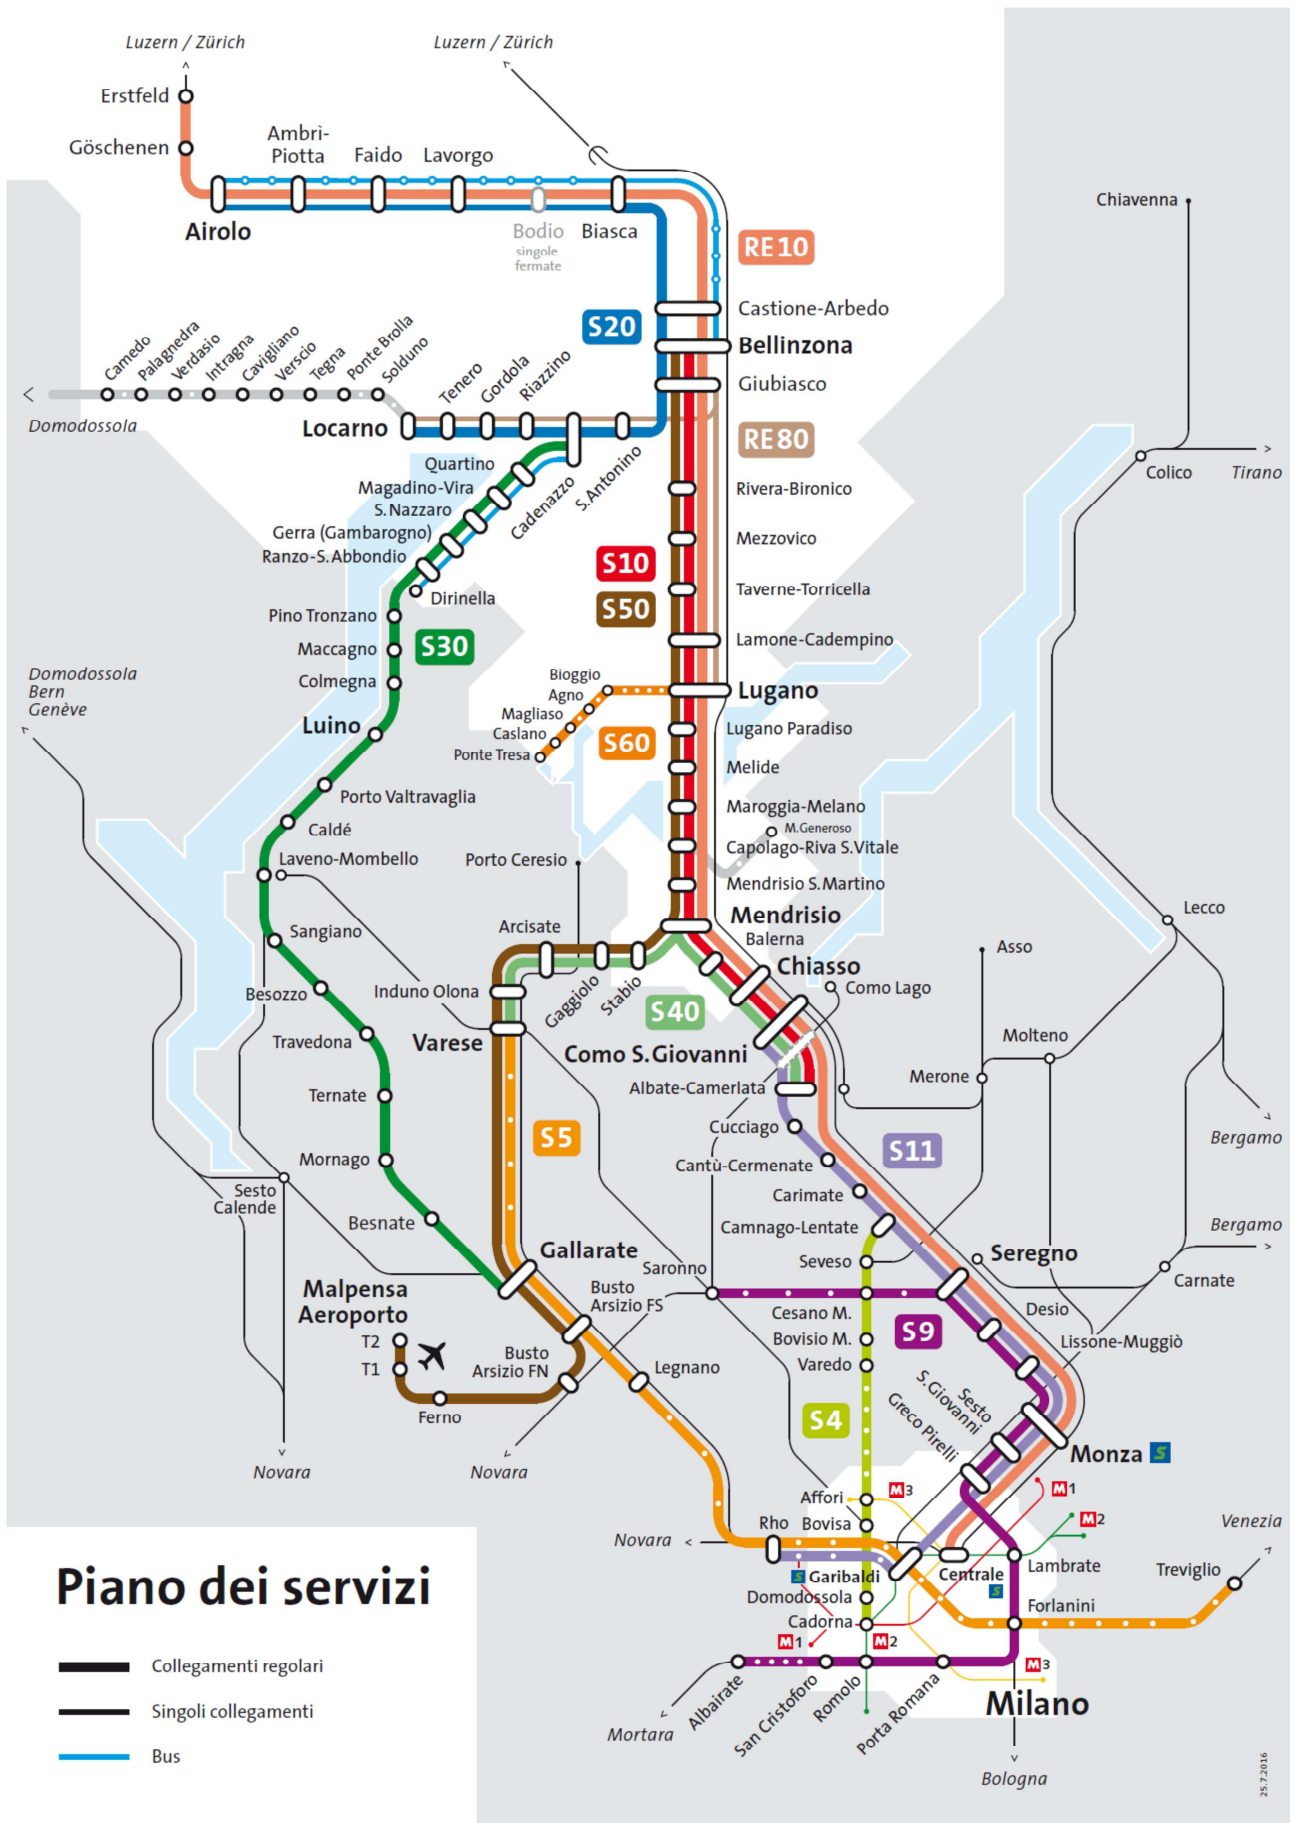 Luzern / Zürich
Luzern / Zürich
Erstfeld
Göschenen
Ambrì-
Piotta
Faido
Lavorgo
Airolo
Bodio
singole
fermate
Biasca
Chiavenna
RE10
Castione-Arbedo
S20
Bellinzona
Giubiasco
Camedo
Palagnedra
Verdasio
Intragna
Cavigliano
Verscio
Tegna
Ponte Brolla
Solduno
Domodossola
Locarno
Tenero
Gordola
Riazzino
Cadenazzo
S.Antonino
RE80
Colico
Tirano
Quartino
Magadino-Vira
S.Nazzaro
Gerra (Gambarogno)
Ranzo-S.Abbondio
Dirinella
Rivera-Bironico
Mezzovico
S10
Taverne-Torricella
S50
Pino Tronzano
Maccagno
S30
Colmegna
Lamone-Cadempino
Domodossola
Bern
Genève
Luino
Bioggio
Agno
Magliaso
Caslano
Ponte Tresa
S60
Lugano
Lugano Paradiso
Melide
Porto Valtravaglia
Maroggia-Melano
M.Generoso
Caldé
Capolago-Riva S.Vitale
Laveno-Mombello
Porto Ceresio
Mendrisio S.Martino
Mendrisio
Lecco
Sangiano
Arcisate
Balerna
Asso
Chiasso
Besozzo
Induno Olona
Gaggiolo
Stabio
Como Lago
S40
Travedona
Varese
Como S.Giovanni
Molteno
Merone
Ternate
Albate-Camerlata
Cucciago
Bergamo
S5
S11
Mornago
Cantù-Cermenate
Sesto
Calende
Carimate
Besnate
Camnago-Lentate
Bergamo
Gallarate
Seveso
Seregno
Saronno
Carnate
Malpensa
Aeroporto
Busto
Arsizio FS
Cesano M.
Desio
T2
T1
Bovisio M.
S9
Lissone-Muggiò
Busto
Arsizio FN
Legnano
Varedo
Ferno
S4
Sesto
S.Giovanni
Greco Pirelli
Monza S
Novara
Novara
Affori
M3
M1
M2
Novara
Rho
Bovisa
Venezia
S Garibaldi
Centrale
S
Lambrate
Treviglio
Domodossola
Forlanini
Cadorna
M1
M2
M3
Albairate
San Cristoforo
Romolo
Porta Romana
Milano
Mortara
Bologna
Piano dei servizi
Collegamenti regolari
Singoli collegamenti
Bus
25.7.2016